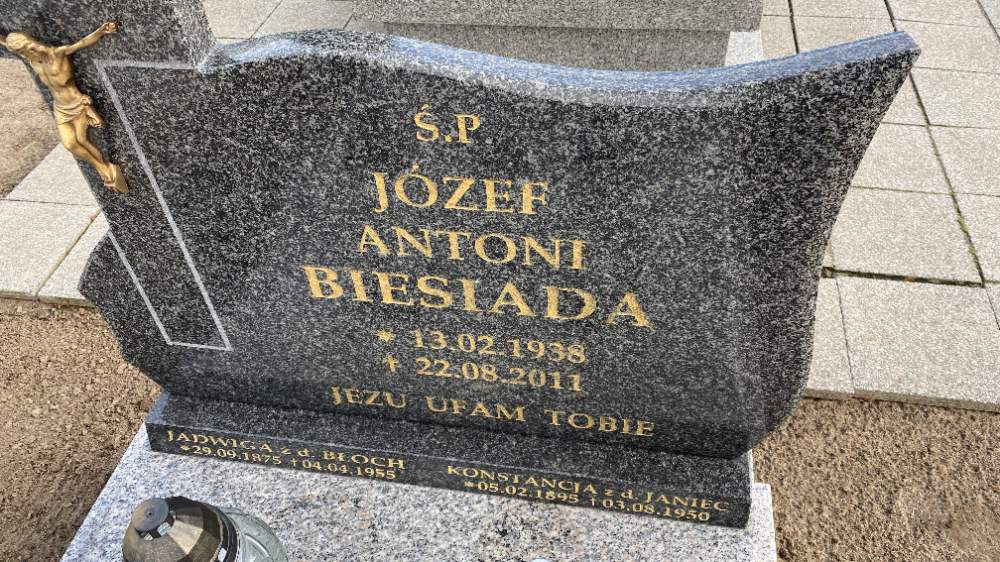 Ś.P.
JÓZEF
ANTONI
BIESIADA
* 13.02.1938
† 22.08.2011
JEZU UFAM TOBIE
JADWIGA z d. BŁOCH
*29.09.1875 †04.04.1955
KONSTANCJA z d. JANIEC
*05.02.1895 †03.08.1950